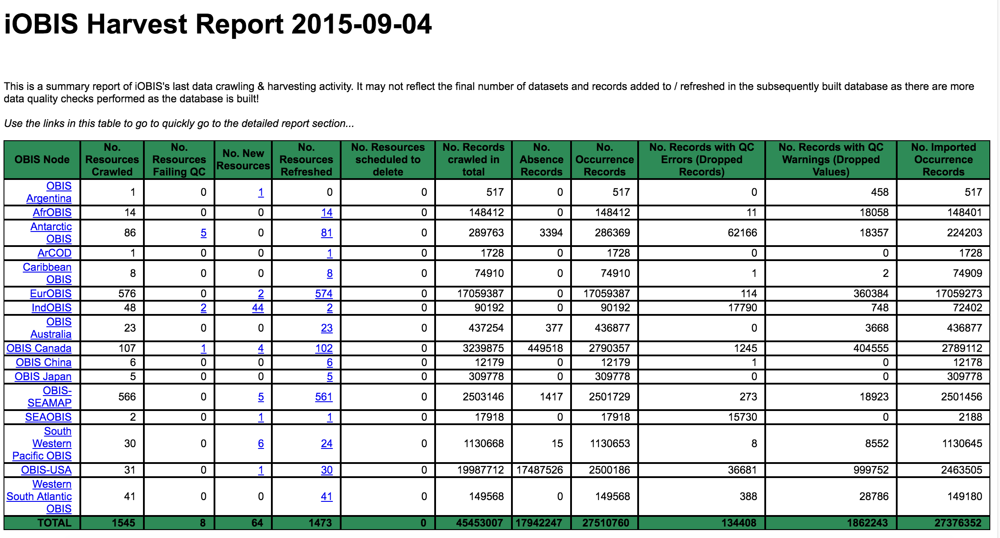 iOBIS Harvest Report 2015-09-04
This is a summary report of iOBIS's last data crawling & harvesting activity. It may not reflect the final number of datasets and records added to / refreshed in the subsequently built database as there are more
data quality checks performed as the database is built!
Use the links in this table to go to quickly go to the detailed report section...
OBIS Node No. Resources Crawled No. Resources Failing QC No. New Resources No. Resources Refreshed No. Resources scheduled to delete No. Records crawled in total No. Absence Records No. Occurrence Records No. Records with QC Errors (Dropped Records) No. Records with QC Warnings (Dropped Values) No. Imported Occurrence Records
OBIS Argentina 1 0 1 0 0 517 0 517 0 458 517
AfrOBIS 14 0 0 14 0 148412 0 148412 11 18058 148401
Antarctic OBIS 86 5 0 81 0 289763 3394 286369 62166 18357 224203
ArCOD 1 0 0 1 0 1728 0 1728 0 0 1728
Caribbean OBIS 8 0 0 8 0 74910 0 74910 1 2 74909
EurOBIS 576 0 2 574 0 17059387 0 17059387 114 360384 17059273
IndOBIS 48 2 44 2 0 90192 0 90192 17790 748 72402
OBIS Australia 23 0 0 23 0 437254 377 436877 0 3668 436877
OBIS Canada 107 1 4 102 0 3239875 449518 2790357 1245 404555 2789112
OBIS China 6 0 0 6 0 12179 0 12179 1 0 12178
OBIS Japan 5 0 0 5 0 309778 0 309778 0 0 309778
OBIS-SEAMAP 566 0 5 561 0 2503146 1417 2501729 273 18923 2501456
SEAOBIS 2 0 1 1 0 17918 0 17918 15730 0 2188
South Western Pacific OBIS 30 0 6 24 0 1130668 15 1130653 8 8552 1130645
OBIS-USA 31 0 1 30 0 19987712 17487526 2500186 36681 999752 2463505
Western South Atlantic OBIS 41 0 0 41 0 149568 0 149568 388 28786 149180
TOTAL 1545 8 64 1473 0 45453007 17942247 27510760 134408 1862243 27376352